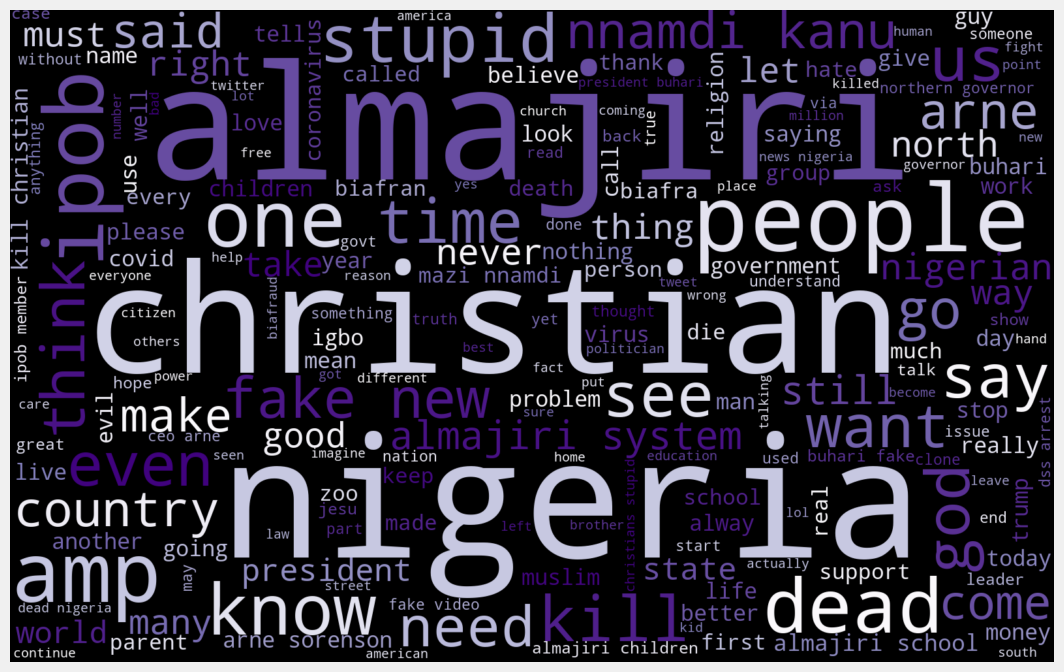 case
must
said
tell
america
stupid
nnamdi kanu
guy
someone
without
name
right
coronavirus
called
believe
thank
president buhari
let
hate
give
us
human
fight
point
pob
well
number
bad
twitter
lot
almajiri
church
coming
killed
northern governor
religion
via
million
arne
christian
anything
use
love
free
look
back
true
saying
north
new
read
call
news nigeria
group
governor
buhari
every
children
biafran
yes
death
biafra
place
ask
work
please
one
govt
time
done
thing
people
covid
help
take
year
never
nothing
everyone
reason
mazi nnamdi
person
tweet
government
understand
nigerian
i
think
christian
way
citizen
biafraud
something
truth
yet
thought
wrong
go
show
others
igbo
virus
die
day
hand
ipob member kill
mean
best
politician
much
hope
power
got
different
fact
put
talk
care
evil
make
fake new
problem
sure
see
man
talking
still
become
say
great
ceo arne
good
almajiri system
want
stop
issue
really
live
even
seen
imagine
nation
home
education
used
buhari fake
clone
dss arrest
keep
country
zoo
jesu
nigeria
christians stupid
school
real
god
leave
trump
another
law
part
made
left
brother
alway
lol
end
going
start
actually
today
amp
may
president
street
muslim
state
support
leader
dead nigeria
know
fake video
need
kill
life
better
dead
come
world
many
kid
money
continue
parent
arne sorenson
american
almajiri children
first
almajiri school
south